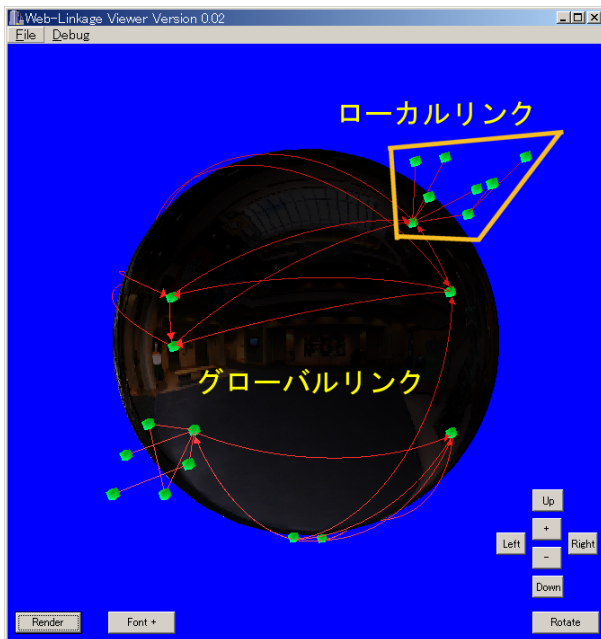 Web-Linkage Viewer Version 0.02
File Debug
ローカルリンク
グローバルリンク
Up
+
Left
Right
-
Down
Render
Font +
Rotate